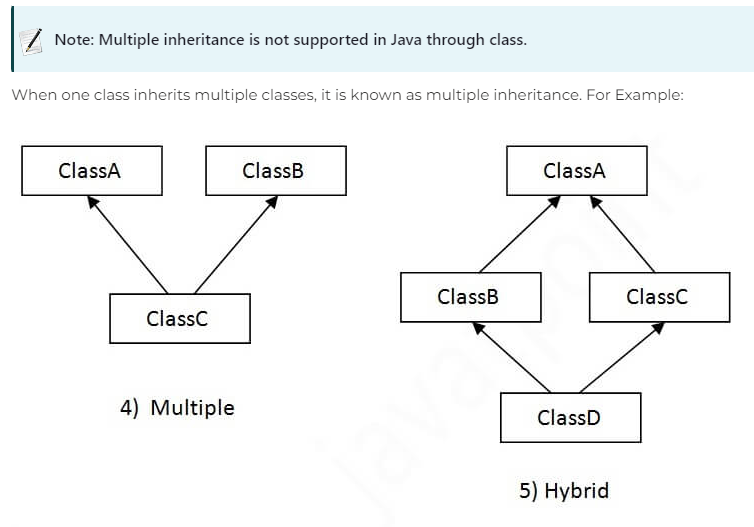 Note: Multiple inheritance is not supported in Java through class.
When one class inherits multiple classes, it is known as multiple inheritance. For Example:
ClassA ClassB
ClassC
4) Multiple
ClassA
ClassB ClassC
ClassD
5) Hybrid